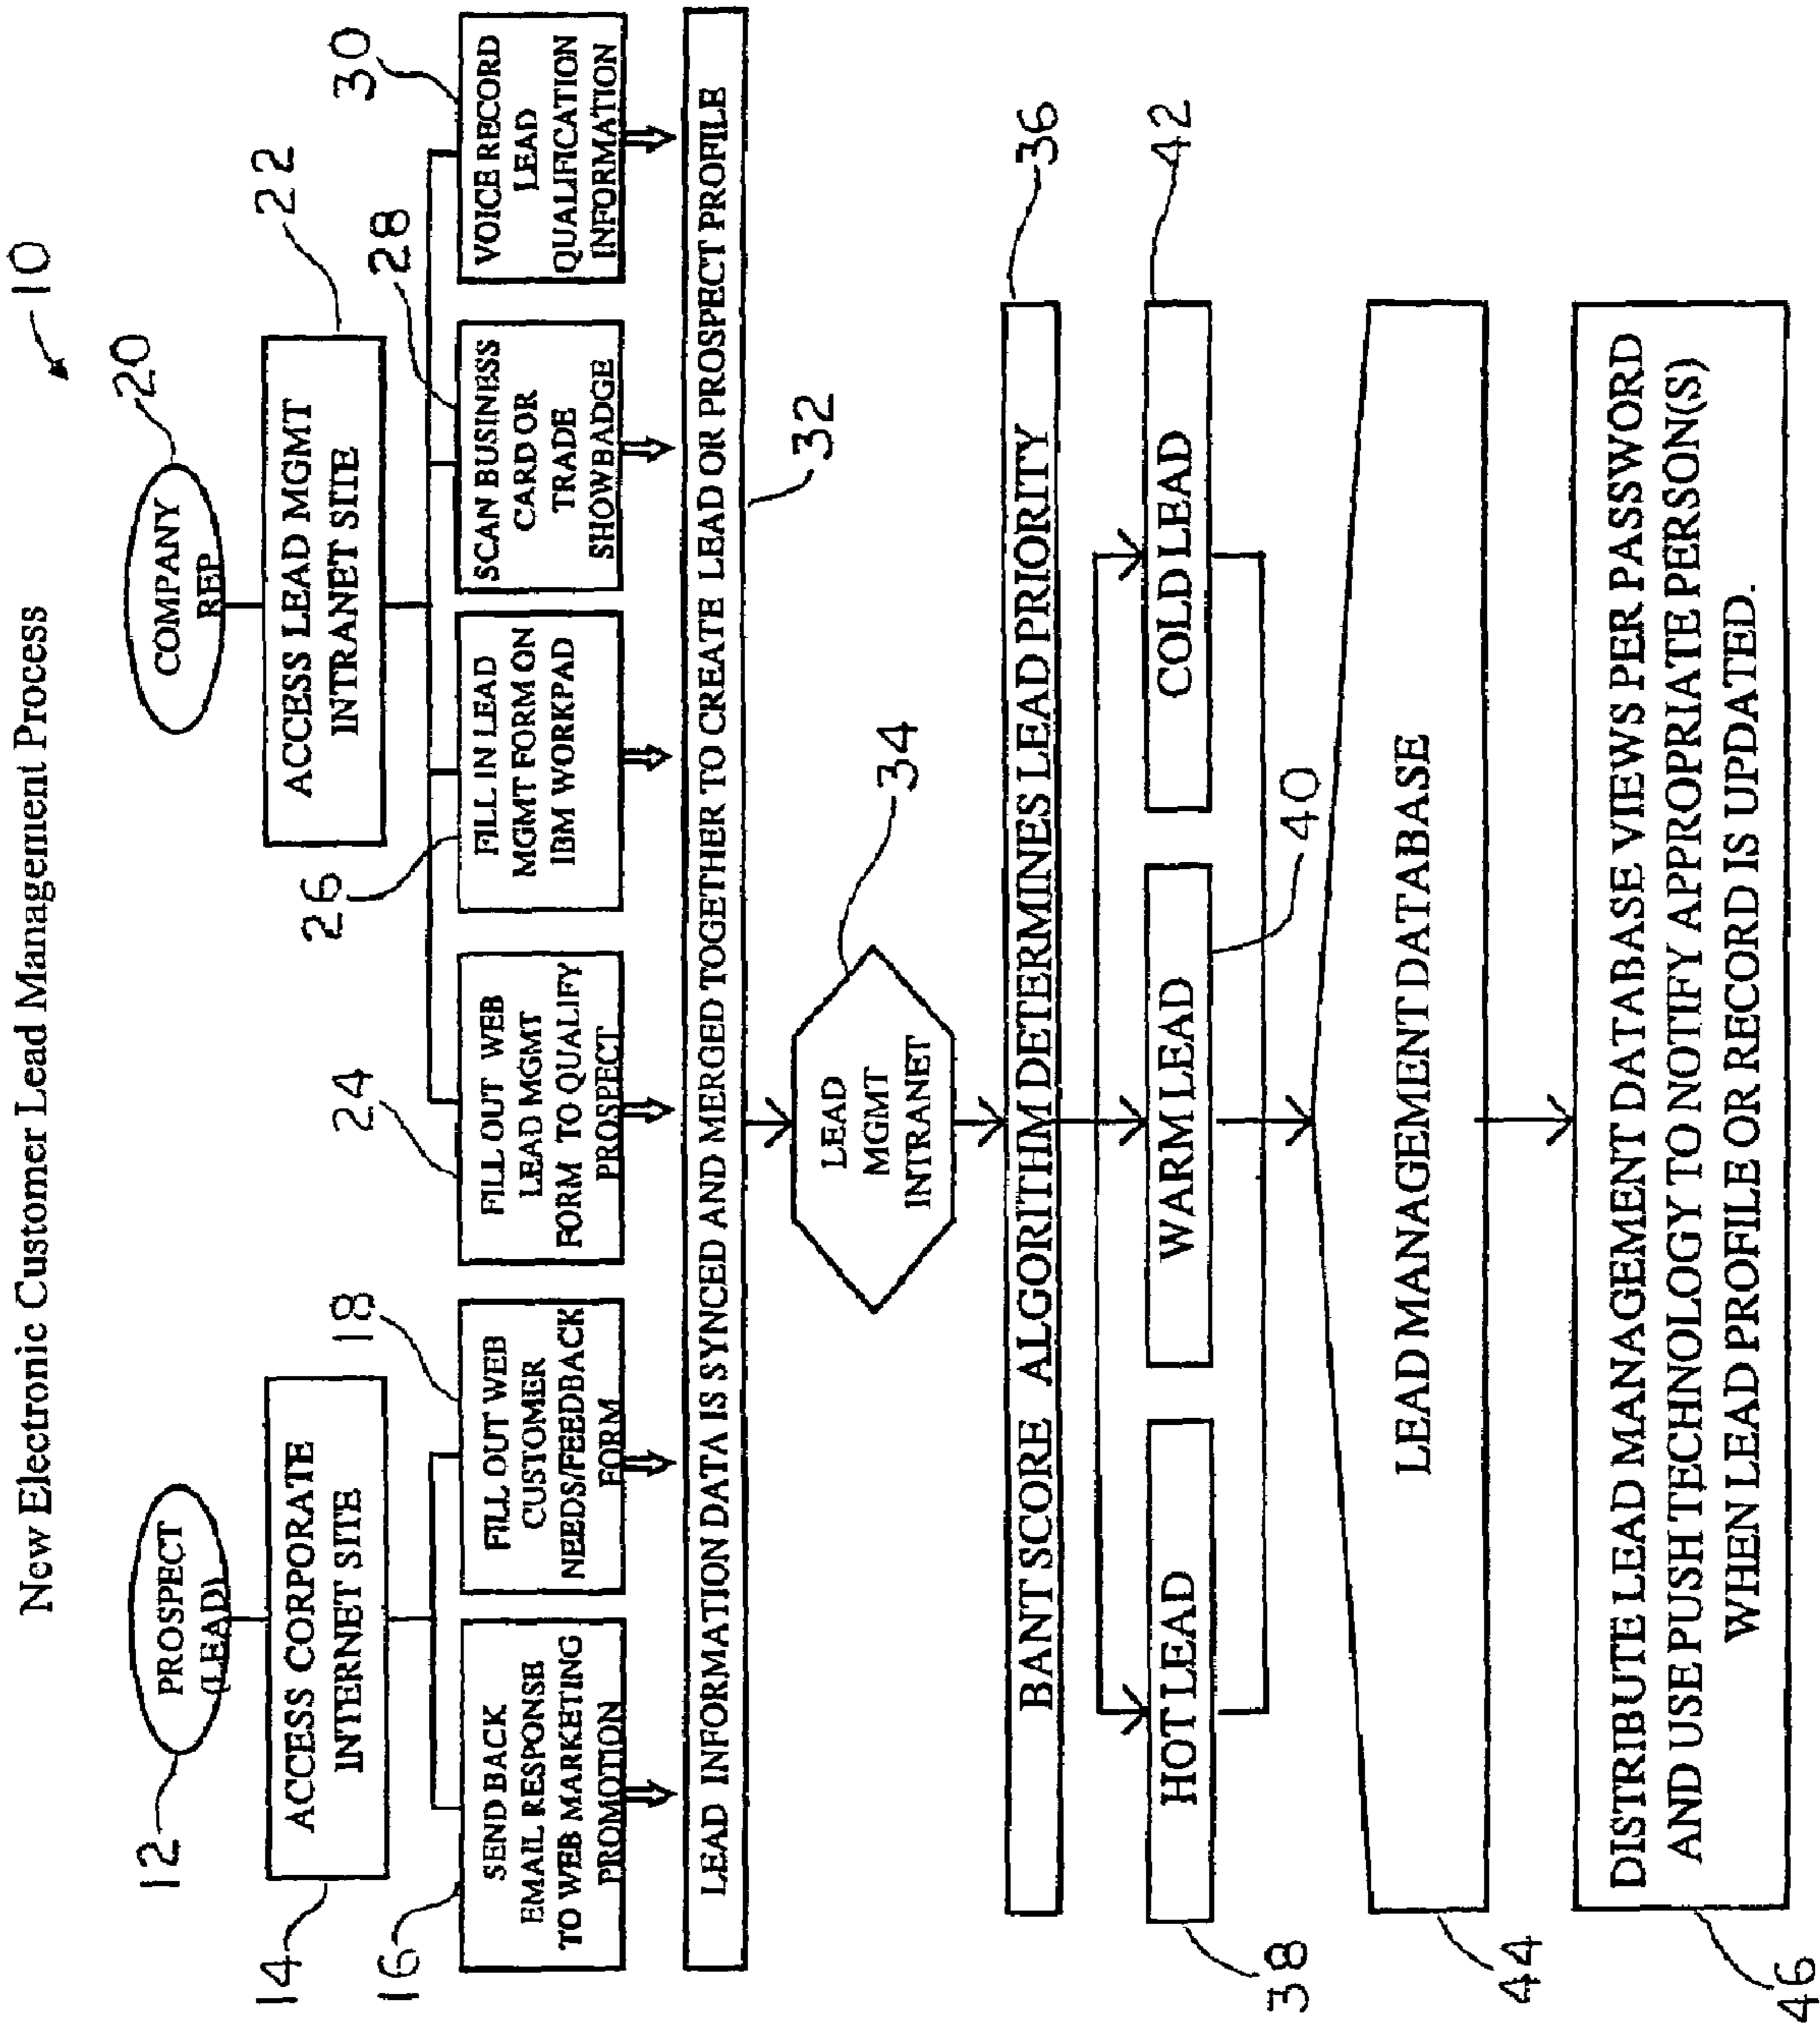 New Electronic Customer Lead Management Process
10
12
PROSPECT
(LEAD)
20
COMPANY
REP
14
ACCESS CORPORATE
INTERNET SITE
22
ACCESS LEAD MGMT
INTRANET SITE
16
SEND BACK
EMAIL RESPONSE
TO WEB MARKETING
PROMOTION
18
FILL OUT WEB
CUSTOMER
NEEDS/FEEDBACK
FORM
24
FILL OUT WEB
LEAD MGMT
FORM TO QUALIFY
PROSPECT
26
FILL IN LEAD
MGMT FORM ON
IBM WORKPAD
28
SCAN BUSINESS
CARD OR
TRADE
SHOWBADGE
30
VOICE RECORD
LEAD
QUALIFICATION
INFORMATION
LEAD INFORMATION DATA IS SYNCED AND MERGED TOGETHER TO CREATE LEAD OR PROSPECT PROFILE
32
34
LEAD
MGMT
INTRANET
36
BANT SCORE ALGORITHM DETERMINES LEAD PRIORITY
38
HOT LEAD
WARM LEAD
40
COLD LEAD
42
44
LEAD MANAGEMENT DATABASE
46
DISTRIBUTE LEAD MANAGEMENT DATABASE VIEWS PER PASSWORD
AND USE PUSH TECHNOLOGY TO NOTIFY APPROPRIATE PERSON(S)
WHEN LEAD PROFILE OR RECORD IS UPDATED.